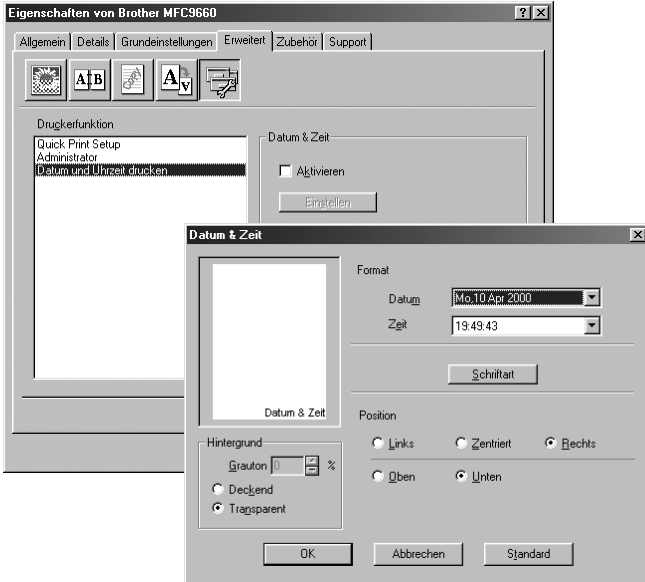 Eigenschaften von Brother MFC9660
Allgemein Details Grundeinstellungen Erweitert Zubehör Support
A B
Copy
A v
Druckerfunktion
Quick Print Setup
Administrator
Datum und Uhrzeit drucken
Datum & Zeit
Aktivieren
Einstellen
Datum & Zeit
Datum & Zeit
Format
Datum Mo,10 Apr 2000
Zeit 19:49:43
Schriftart
Hintergrund
Grauton 0 %
Deckend
Transparent
Position
Links Zentriert Rechts
Oben Unten
OK Abbrechen Standard